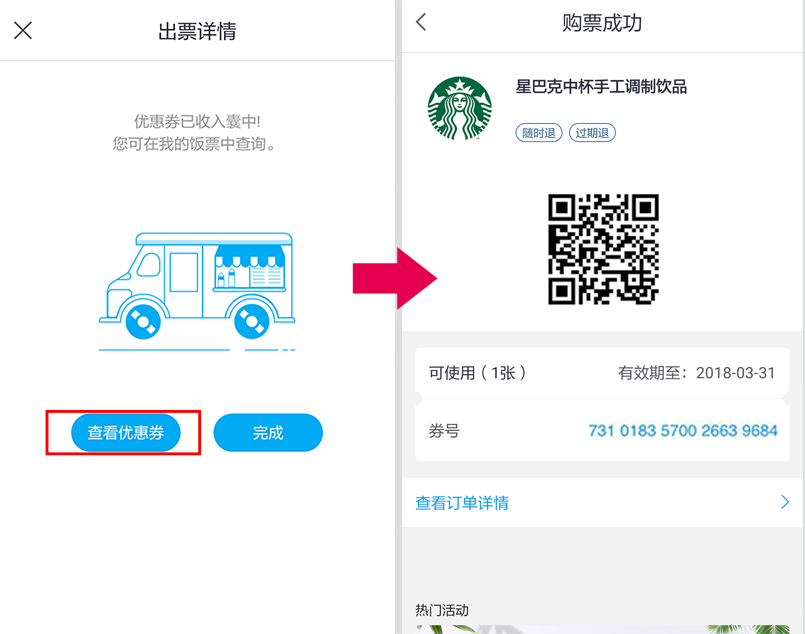 出票详情
优惠券已收入囊中!
您可在我的饭票中查询。
查看优惠券
完成
购票成功
星巴克中杯手工调制饮品
随时退
过期退
可使用（1张）
有效期至：2018-03-31
券号
731 0183 5700 2663 9684
查看订单详情
热门活动